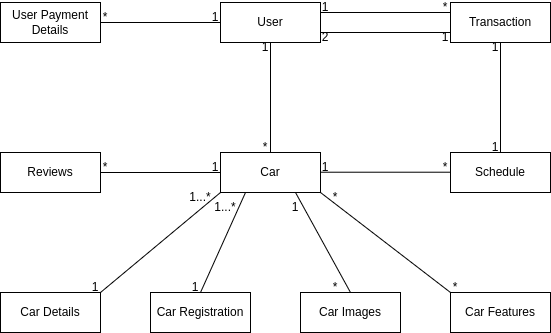 User Payment
Details
* 1
User
1 *
2 1
Transaction
1
1
*
1
Reviews
* 1
Car
1 *
Schedule
1...*
1...*
1
*
1
1
*
*
Car Details
Car Registration
Car Images
Car Features